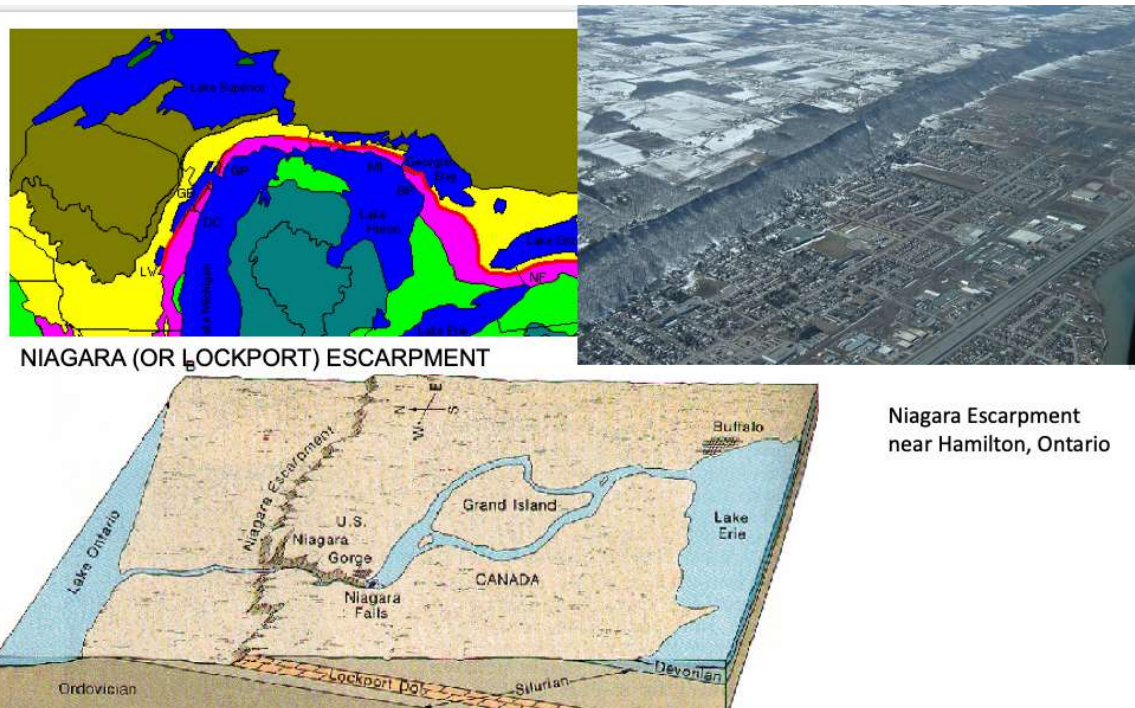 Lake Superior
Georgian
Bay
GP
MI
GB
BP
DC
Lake
Huron
LW
NF
Lake Michigan
Lake Erie
NIAGARA (OR LOCKPORT) ESCARPMENT
B
Niagara Escarpment
near Hamilton, Ontario
N
E
S
W
Buffalo
Niagara Escarpment
Grand Island
Lake
Erie
Lake Ontario
U.S.
Niagara
Gorge
CANADA
Niagara
Falls
Ordovician
Lockport Dol.
Silurian
Devonian